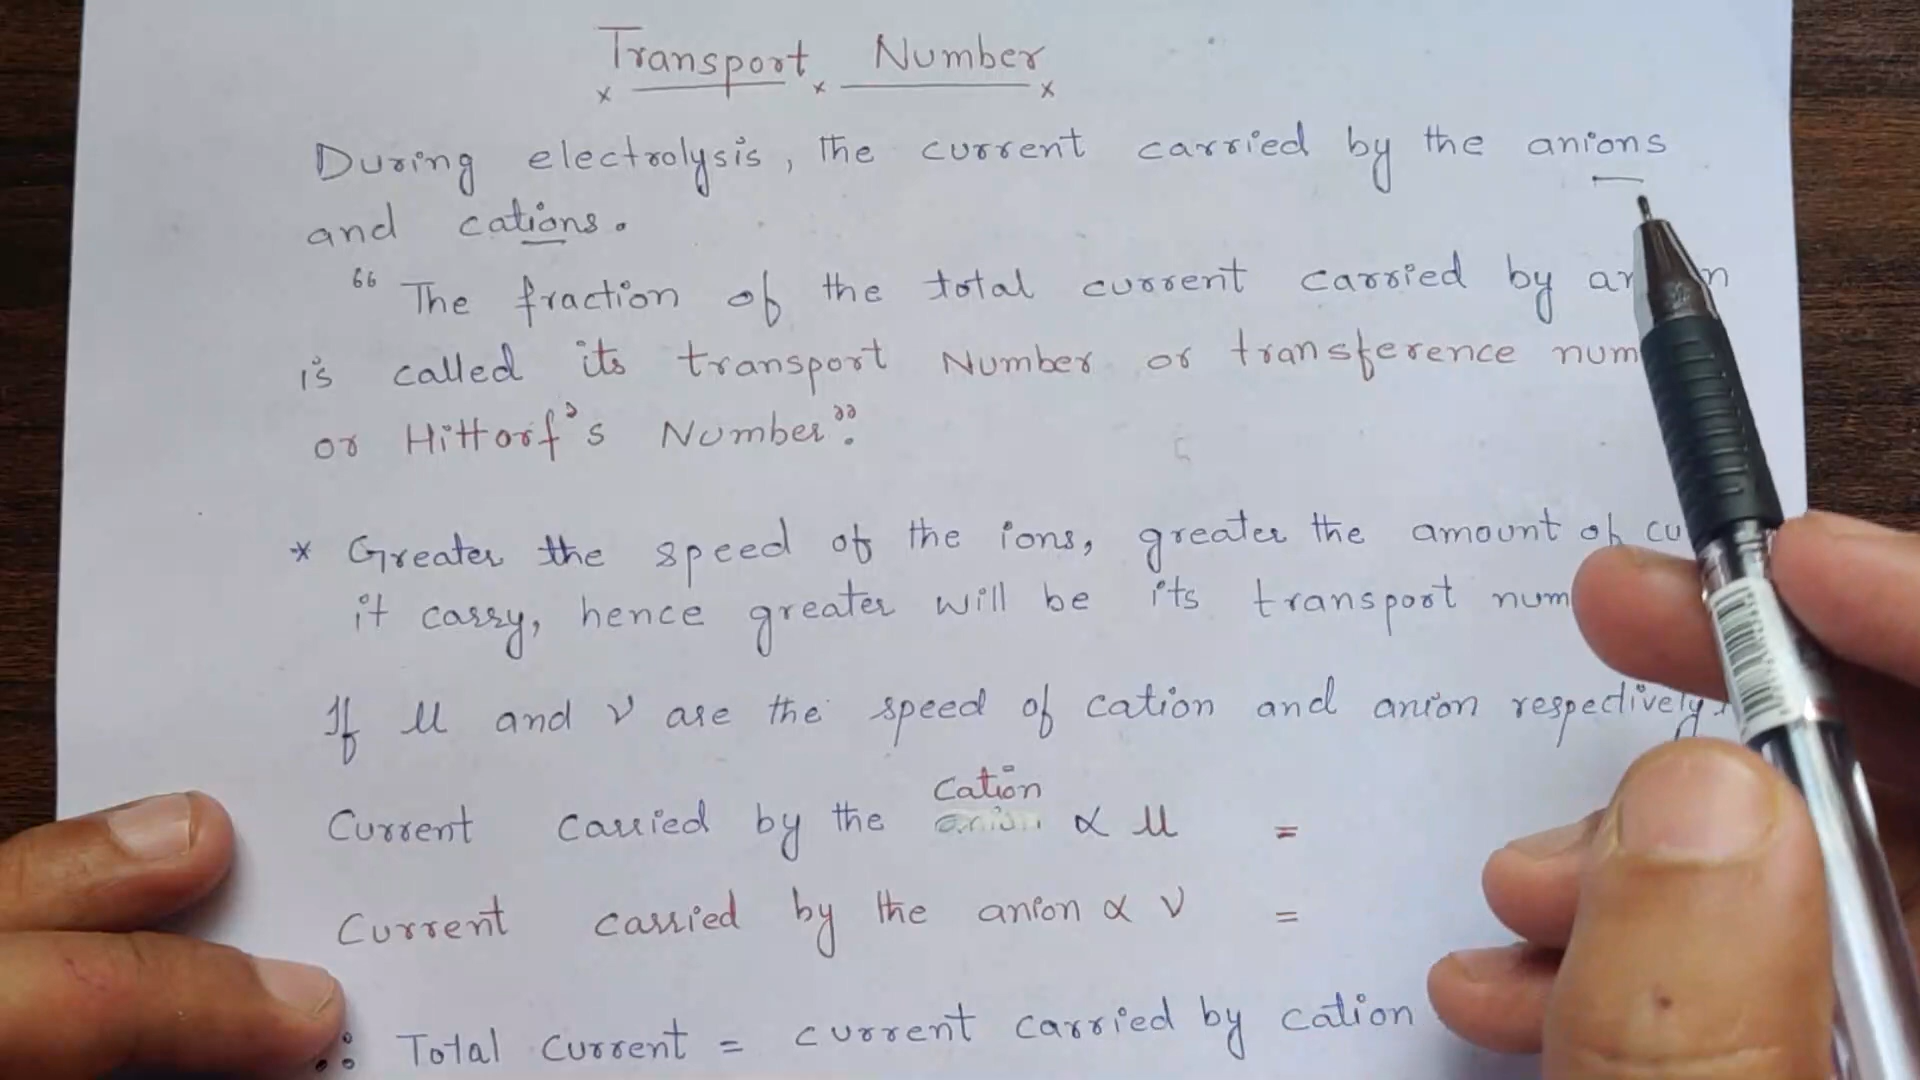 Transport Number
During electrolysis, the current carried by the anions
and cations.
"The fraction of the total current carried by an
is called its transport Number or transference num
or Hittorf's Number".
* Greater the speed of the ions, greater the amount of cu
it carry, hence greater will be its transport num
If u and v are the speed of cation and anion respectively.
Cation
Current carried by the anion ∝ u =
Current carried by the anion ∝ v =
∴ Total current = current carried by cation